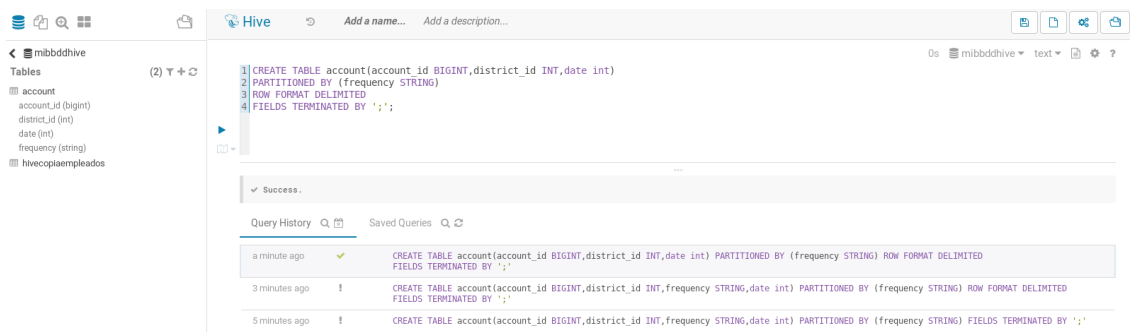 Hive
Add a name...
Add a description...
mibbddhive
0s
mibbddhive
text
?
Tables
(2)
account
account_id (bigint)
district_id (int)
date (int)
frequency (string)
hivecopiaempleados
1 CREATE TABLE account(account_id BIGINT,district_id INT,date int)
2 PARTITIONED BY (frequency STRING)
3 ROW FORMAT DELIMITED
4 FIELDS TERMINATED BY ';';
Success.
Query History
Saved Queries
a minute ago
CREATE TABLE account(account_id BIGINT,district_id INT,date int) PARTITIONED BY (frequency STRING) ROW FORMAT DELIMITED
FIELDS TERMINATED BY ';'
3 minutes ago
!
CREATE TABLE account(account_id BIGINT,district_id INT,frequency STRING,date int) PARTITIONED BY (frequency STRING) ROW FORMAT DELIMITED
FIELDS TERMINATED BY ';'
5 minutes ago
!
CREATE TABLE account(account_id BIGINT,district_id INT,frequency STRING,date int) PARTITIONED BY (frequency STRING) FIELDS TERMINATED BY ';'